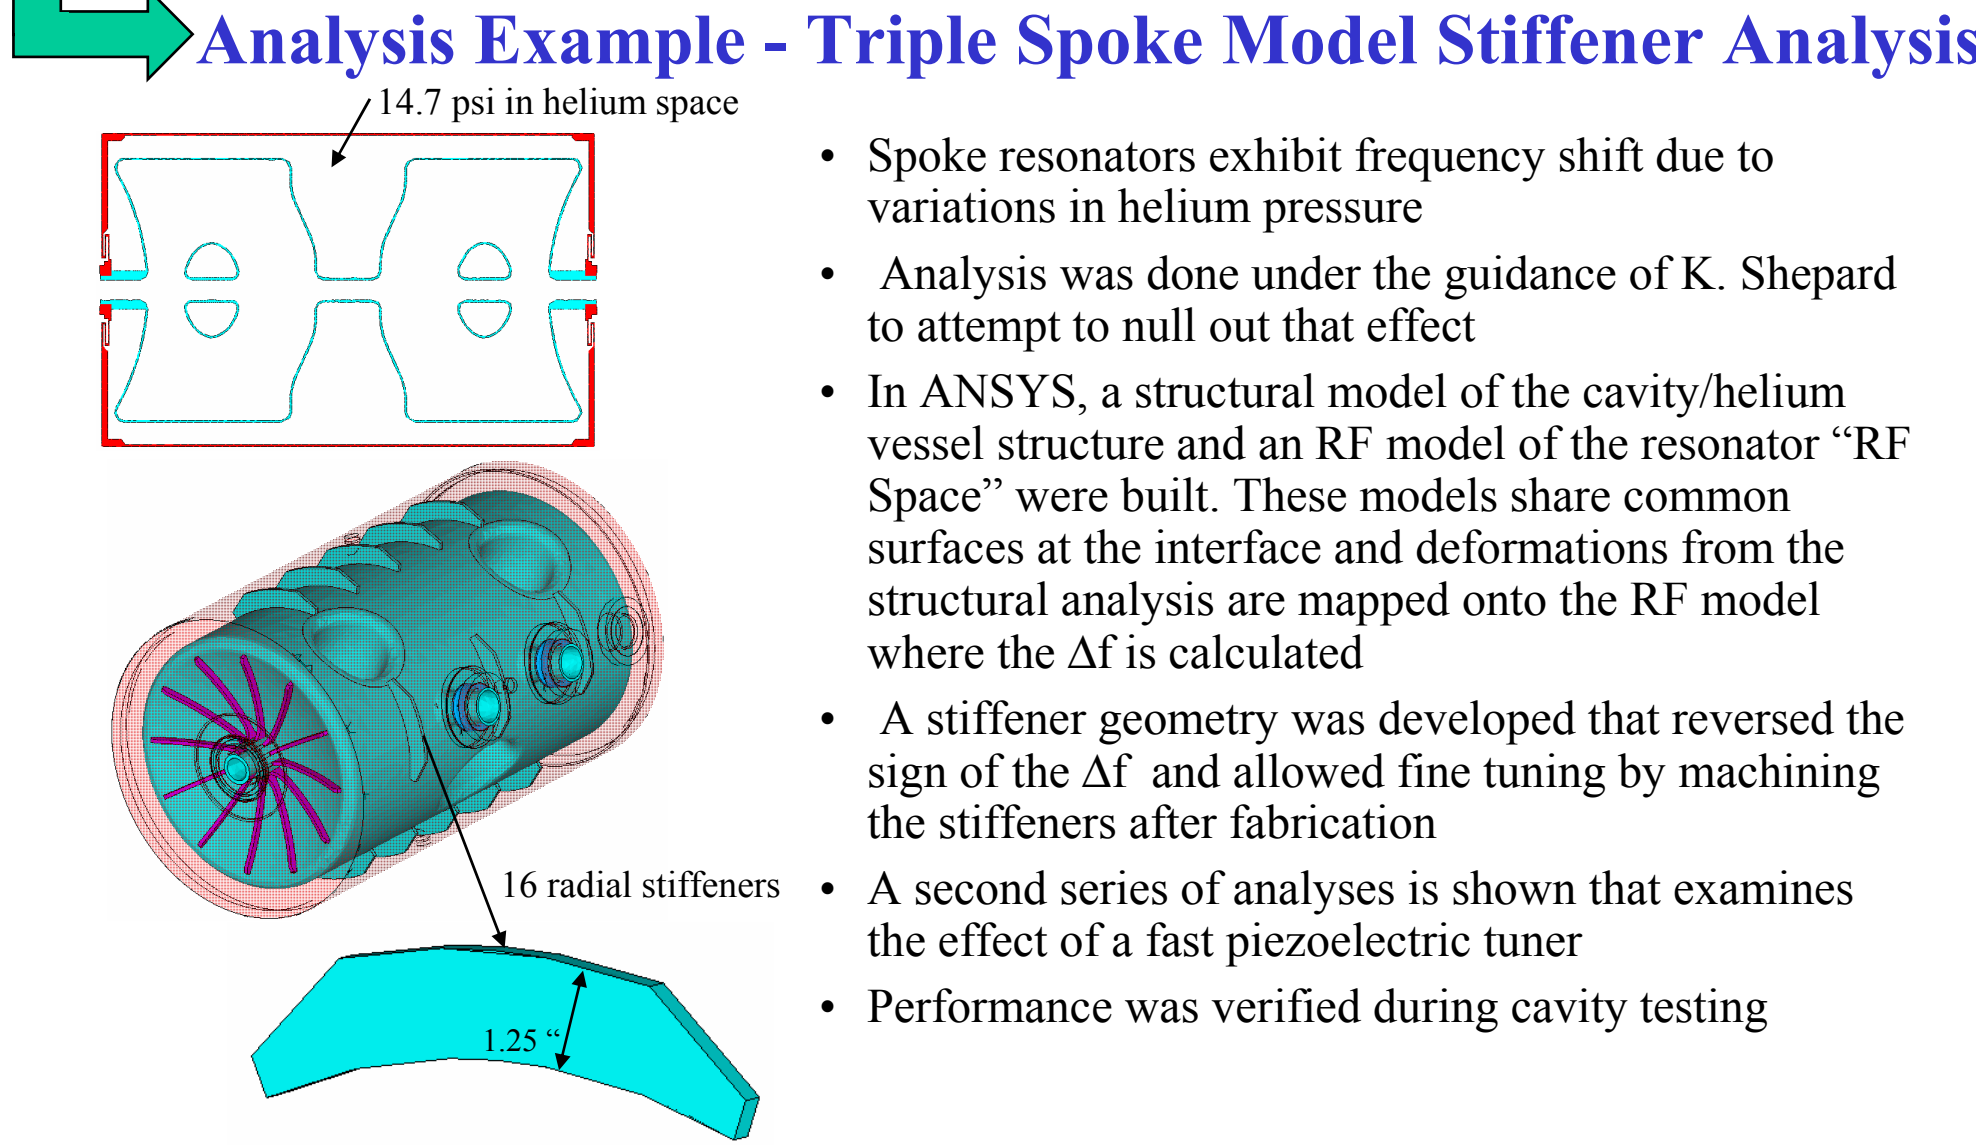 Analysis Example - Triple Spoke Model Stiffener Analysis
14.7 psi in helium space
• Spoke resonators exhibit frequency shift due to
variations in helium pressure
• Analysis was done under the guidance of K. Shepard
to attempt to null out that effect
• In ANSYS, a structural model of the cavity/helium
vessel structure and an RF model of the resonator “RF
Space” were built. These models share common
surfaces at the interface and deformations from the
structural analysis are mapped onto the RF model
where the Δf is calculated
• A stiffener geometry was developed that reversed the
sign of the Δf and allowed fine tuning by machining
the stiffeners after fabrication
• A second series of analyses is shown that examines
the effect of a fast piezoelectric tuner
• Performance was verified during cavity testing
16 radial stiffeners
1.25 “